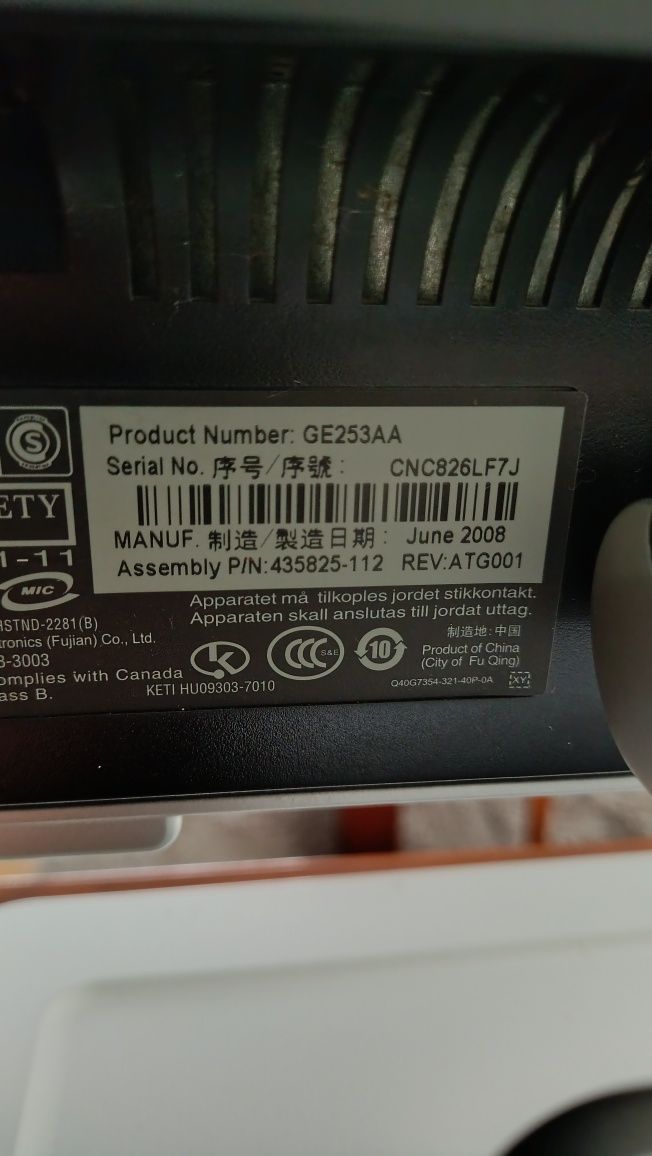 S
Product Number: GE253AA
Serial No. 序号/序號: CNC826LF7J
ETY
MANUF. 制造/製造日期: June 2008
1-11
Assembly P/N:435825-112 REV:ATG001
MIC
Apparatet må tilkoples jordet stikkontakt.
HSTND-2281(B)
Apparaten skall anslutas till jordat uttag.
tronics (Fujian) Co., Ltd.
制造地: 中国
3-3003
CCC S&E
10
Product of China
(City of Fu Qing)
omplies with Canada
ass B.
KETI HU09303-7010
Q40G7354-321-40P-0A
XY